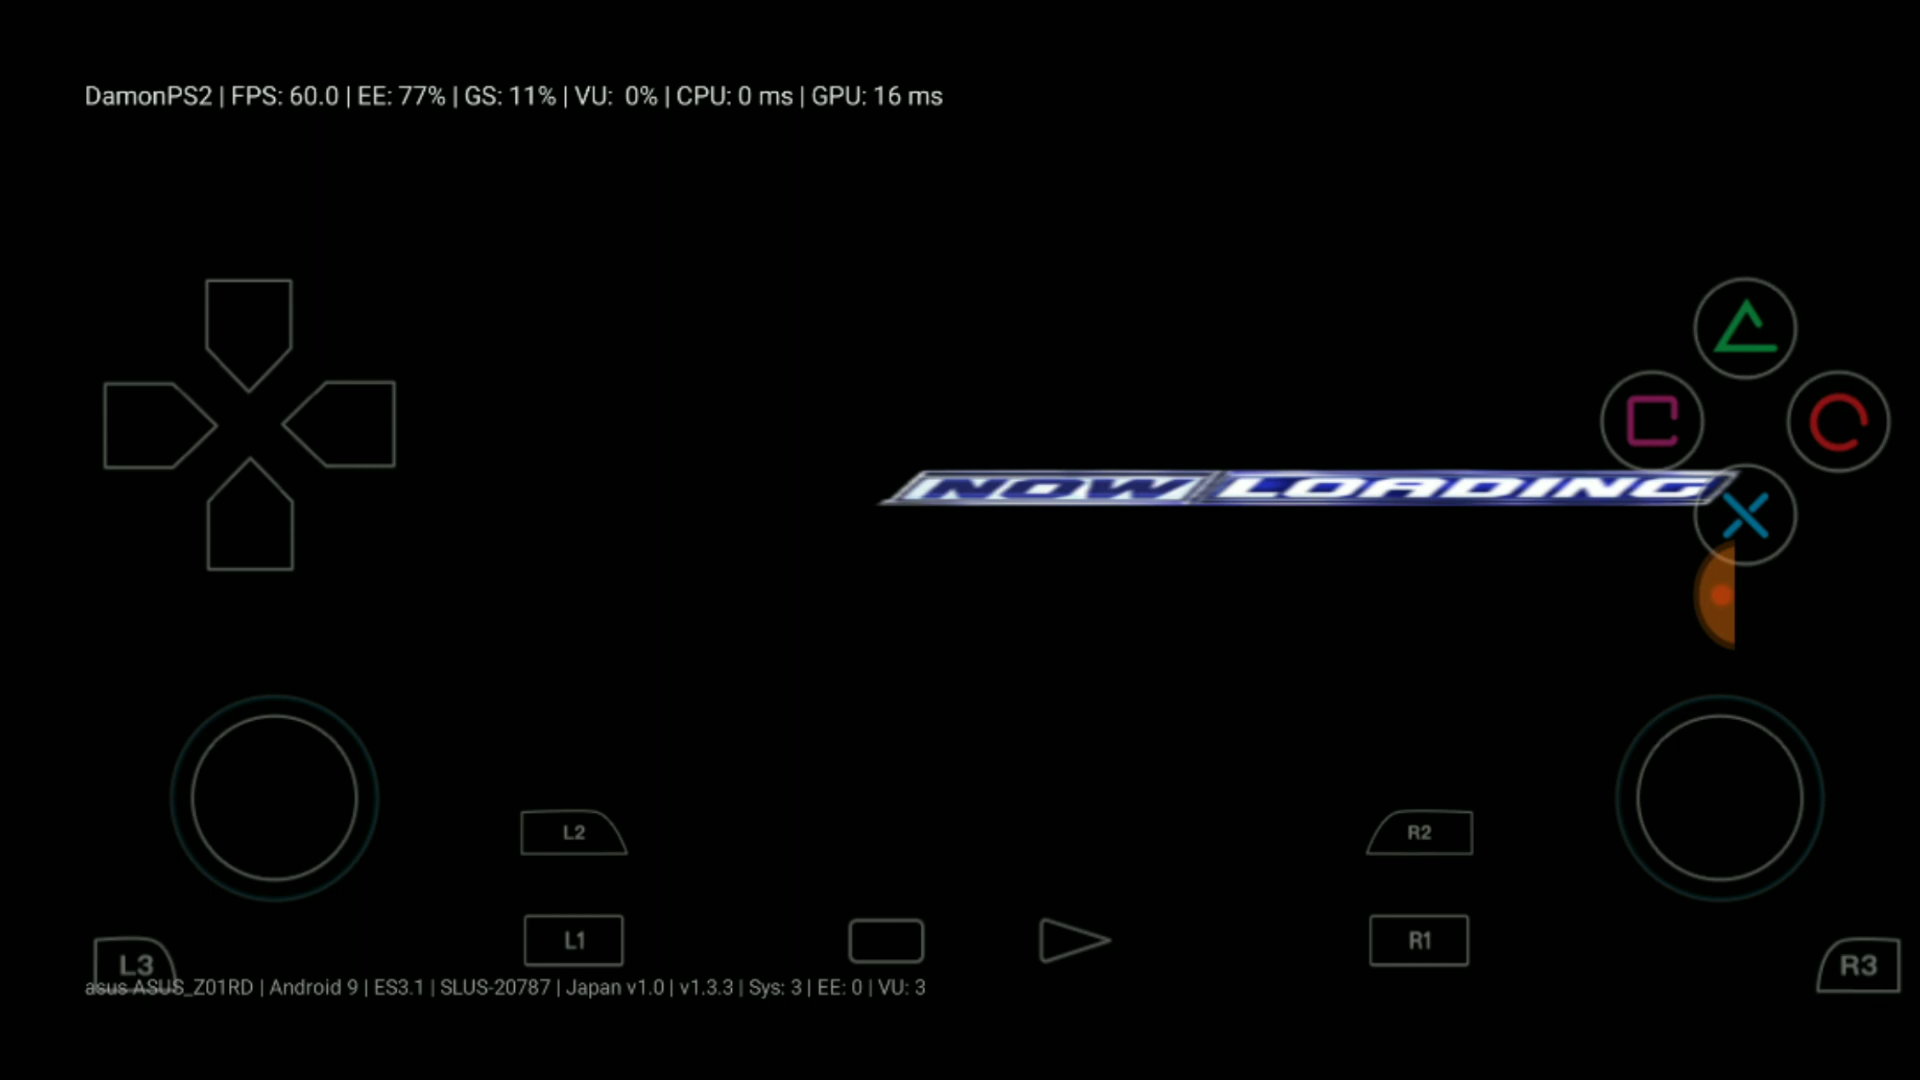 DamonPS2 | FPS: 60.0 | EE: 77% | GS: 11% | VU:  0% | CPU: 0 ms | GPU: 16 ms
NOW LOADING
L2
R2
L1
R1
L3
R3
asus ASUS_Z01RD | Android 9 | ES3.1 | SLUS-20787 | Japan v1.0 | v1.3.3 | Sys: 3 | EE: 0 | VU: 3